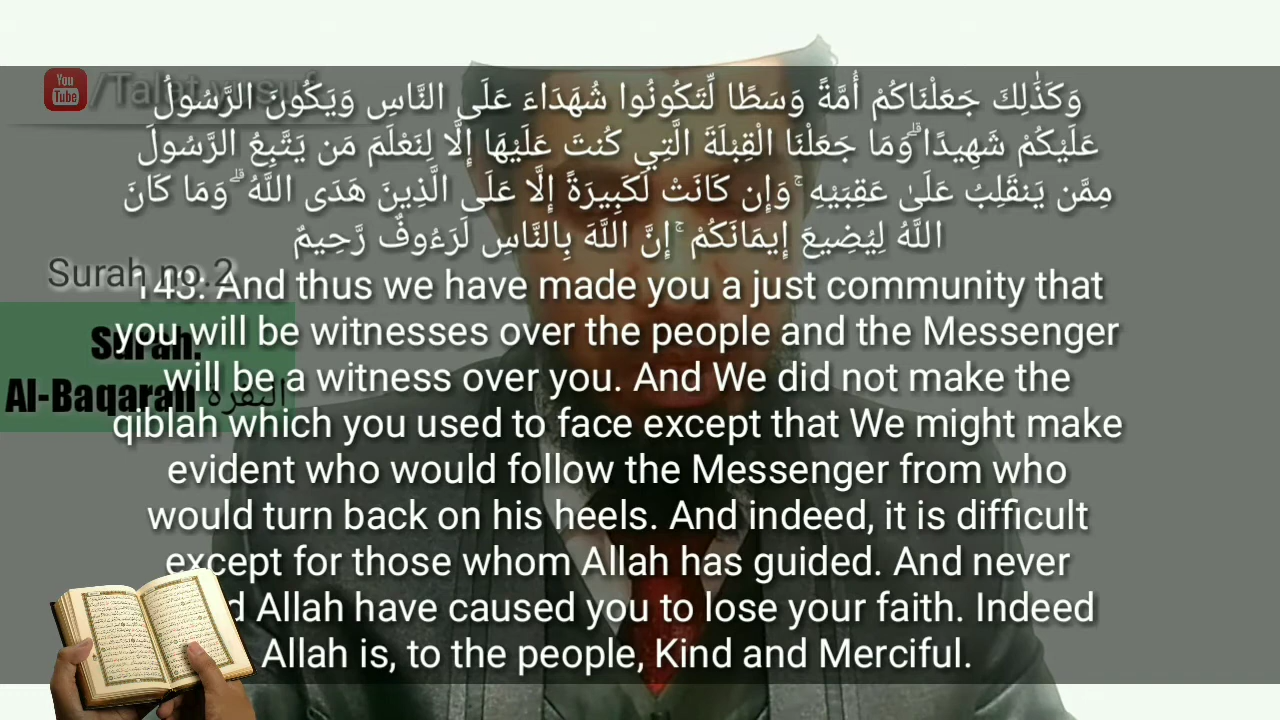 You
Tube
/Talat yusuf
وَكَذَٰلِكَ جَعَلْنَاكُمْ أُمَّةً وَسَطًا لِّتَكُونُوا شُهَدَاءَ عَلَى النَّاسِ وَيَكُونَ الرَّسُولُ
عَلَيْكُمْ شَهِيدًا ۗ وَمَا جَعَلْنَا الْقِبْلَةَ الَّتِي كُنتَ عَلَيْهَا إِلَّا لِنَعْلَمَ مَن يَتَّبِعُ الرَّسُولَ
مِمَّن يَنقَلِبُ عَلَىٰ عَقِبَيْهِ ۚ وَإِن كَانَتْ لَكَبِيرَةً إِلَّا عَلَى الَّذِينَ هَدَى اللَّهُ ۗ وَمَا كَانَ
اللَّهُ لِيُضِيعَ إِيمَانَكُمْ ۚ إِنَّ اللَّهَ بِالنَّاسِ لَرَءُوفٌ رَّحِيمٌ
Surah no.2
143: And thus we have made you a just community that
Surah:
you will be witnesses over the people and the Messenger
will be a witness over you. And We did not make the
Al-Baqarah البقرة
qiblah which you used to face except that We might make
evident who would follow the Messenger from who
would turn back on his heels. And indeed, it is difficult
except for those whom Allah has guided. And never
Allah have caused you to lose your faith. Indeed
Allah is, to the people, Kind and Merciful.